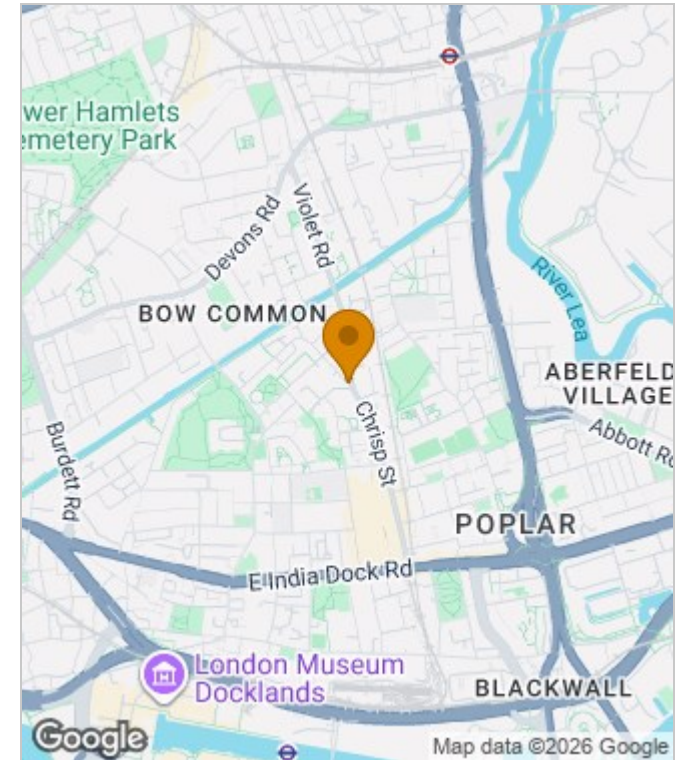 wer Hamlets
emetery Park
Devons Rd
Violet Rd
River Lea
BOW COMMON
ABERFELD
VILLAGE
Abbott Ro
Chrisp St
Burdett Rd
POPLAR
E India Dock Rd
London Museum
Docklands
BLACKWALL
Google
Map data ©2026 Google